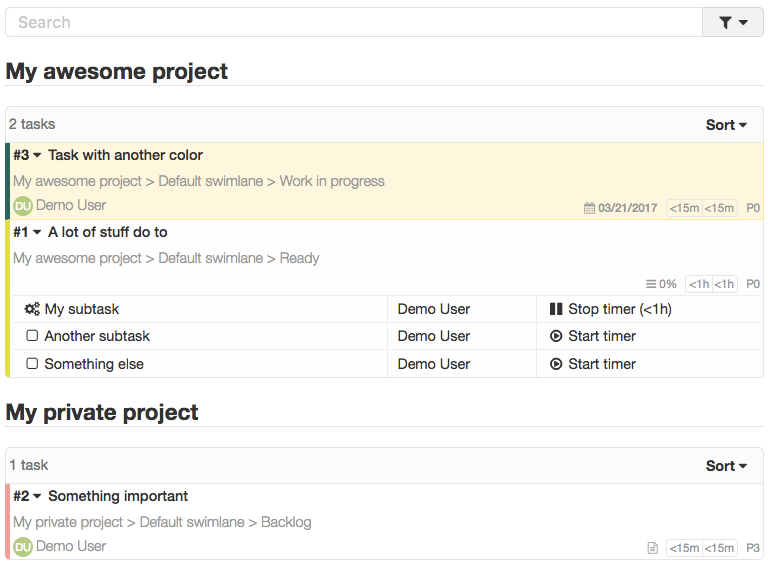 Search
My awesome project
2 tasks Sort
#3 Task with another color
My awesome project > Default swimlane > Work in progress
DU Demo User 03/21/2017 <15m <15m P0
#1 A lot of stuff do to
My awesome project > Default swimlane > Ready
0% <1h <1h P0
My subtask Demo User Stop timer (<1h)
Another subtask Demo User Start timer
Something else Demo User Start timer
My private project
1 task Sort
#2 Something important
My private project > Default swimlane > Backlog
DU Demo User <15m <15m P3